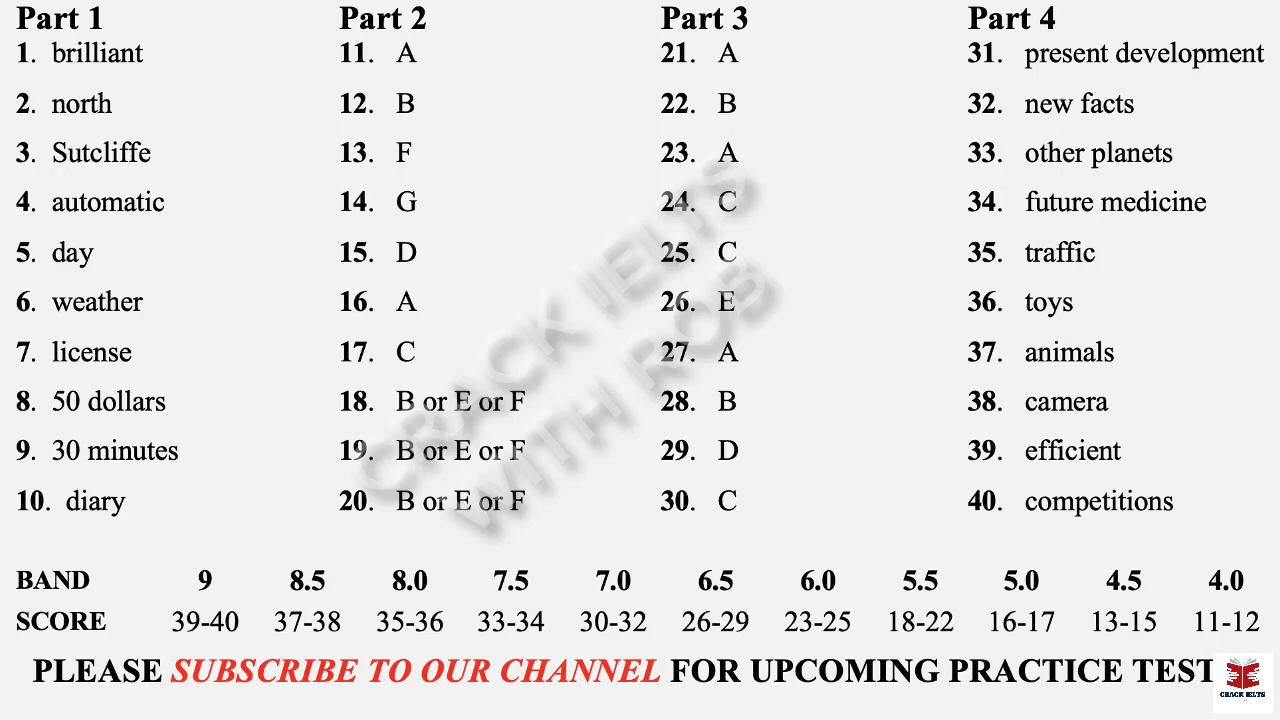 Part 1 Part 2 Part 3 Part 4
1. brilliant 11. A 21. A 31. present development
2. north 12. B 22. B 32. new facts
3. Sutcliffe 13. F 23. A 33. other planets
4. automatic 14. G 24. C 34. future medicine
5. day 15. D 25. C 35. traffic
6. weather 16. A 26. E 36. toys
7. license 17. C 27. A 37. animals
8. 50 dollars 18. B or E or F 28. B 38. camera
9. 30 minutes 19. B or E or F 29. D 39. efficient
10. diary 20. B or E or F 30. C 40. competitions
CRACK IELTS
WITH ROS
BAND 9 8.5 8.0 7.5 7.0 6.5 6.0 5.5 5.0 4.5 4.0
SCORE 39-40 37-38 35-36 33-34 30-32 26-29 23-25 18-22 16-17 13-15 11-12
PLEASE SUBSCRIBE TO OUR CHANNEL FOR UPCOMING PRACTICE TEST
CRACK IELTS